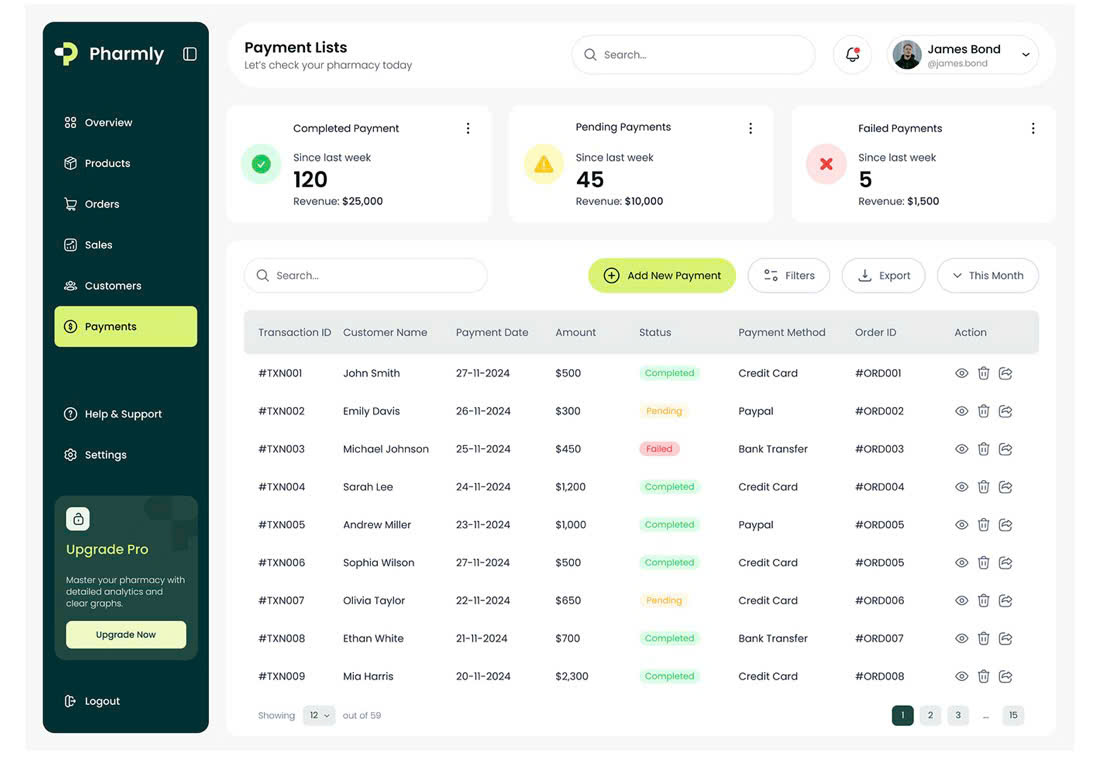 Pharmly
Overview
Products
Orders
Sales
Customers
Payments
Help & Support
Settings
Upgrade Pro
Master your pharmacy with
detailed analytics and
clear graphs.
Upgrade Now
Logout
Payment Lists
Let's check your pharmacy today
Search...
James Bond
@james.bond
Completed Payment
Since last week
120
Revenue: $25,000
Pending Payments
Since last week
45
Revenue: $10,000
Failed Payments
Since last week
5
Revenue: $1,500
Search...
Add New Payment
Filters
Export
This Month
Transaction ID Customer Name Payment Date Amount Status Payment Method Order ID Action
#TXN001 John Smith 27-11-2024 $500 Completed Credit Card #ORD001
#TXN002 Emily Davis 26-11-2024 $300 Pending Paypal #ORD002
#TXN003 Michael Johnson 25-11-2024 $450 Failed Bank Transfer #ORD003
#TXN004 Sarah Lee 24-11-2024 $1,200 Completed Credit Card #ORD004
#TXN005 Andrew Miller 23-11-2024 $1,000 Completed Paypal #ORD005
#TXN006 Sophia Wilson 27-11-2024 $500 Completed Credit Card #ORD005
#TXN007 Olivia Taylor 22-11-2024 $650 Pending Credit Card #ORD006
#TXN008 Ethan White 21-11-2024 $700 Completed Bank Transfer #ORD007
#TXN009 Mia Harris 20-11-2024 $2,300 Completed Credit Card #ORD008
Showing 12 out of 59
1 2 3 ... 15